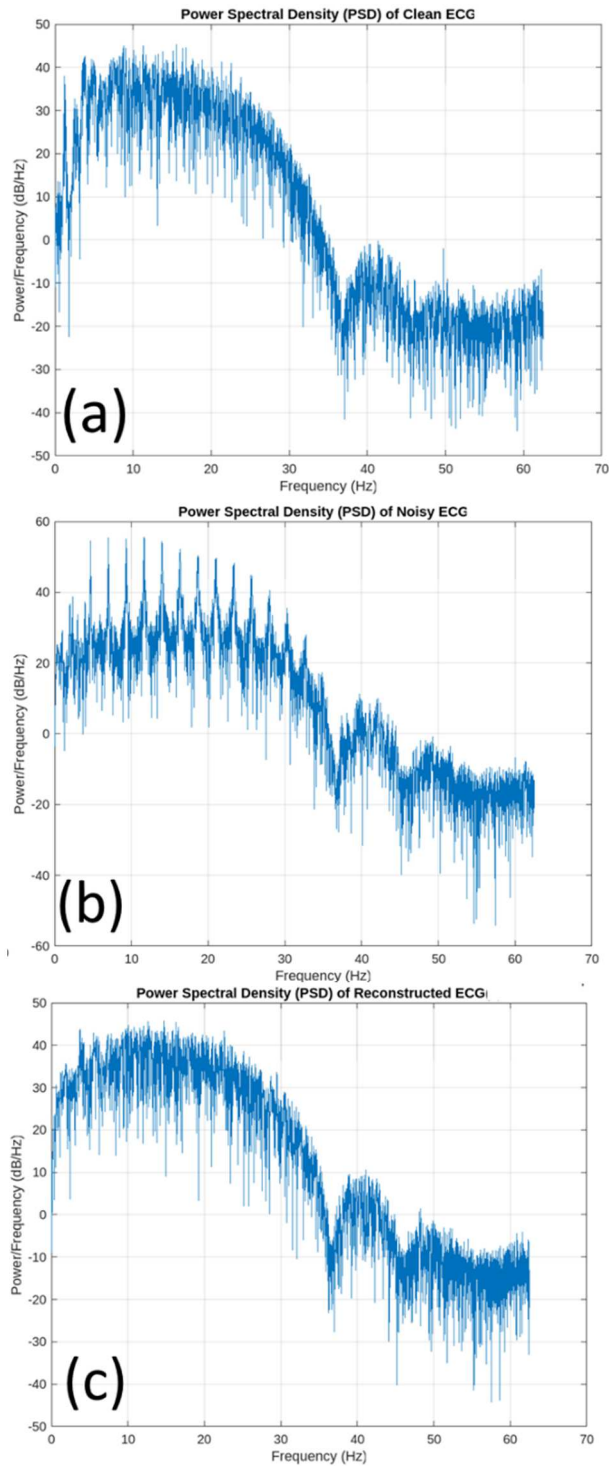 Power Spectral Density (PSD) of Clean ECG
50
40
30
20
10
0
-10
-20
-30
-40
-50
Power/Frequency (dB/Hz)
(a)
0 10 20 30 40 50 60 70
Frequency (Hz)
Power Spectral Density (PSD) of Noisy ECG
60
40
20
0
-20
-40
-60
Power/Frequency (dB/Hz)
(b)
0 10 20 30 40 50 60 70
Frequency (Hz)
Power Spectral Density (PSD) of Reconstructed ECG
50
40
30
20
10
0
-10
-20
-30
-40
-50
Power/Frequency (dB/Hz)
(c)
0 10 20 30 40 50 60 70
Frequency (Hz)